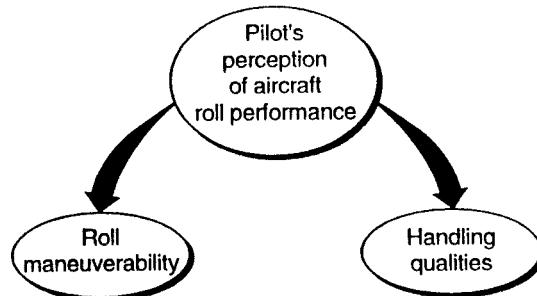 Pilot's
perception
of aircraft
roll performance
Roll
maneuverability
Handling
qualities